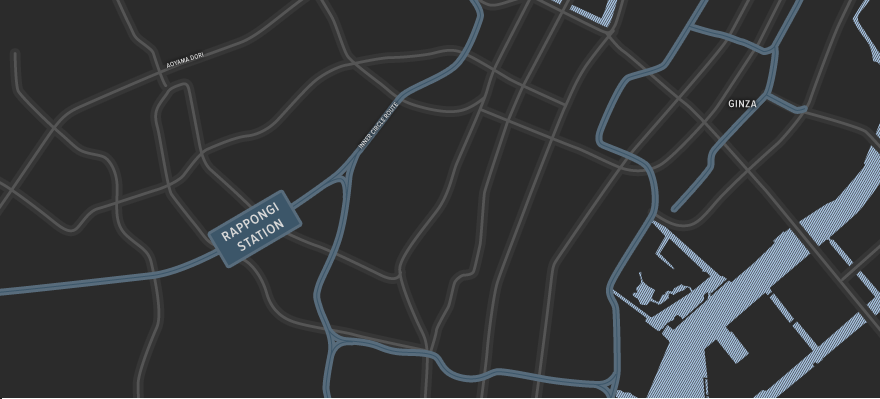 AOYAMA DORI
INNER CIRCLE ROUTE
GINZA
RAPPONGI
STATION